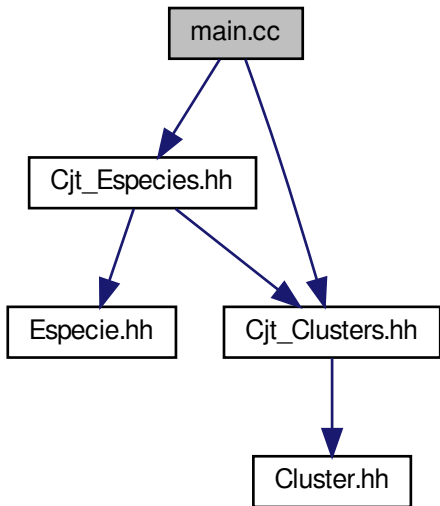 main.cc
Cjt_Especies.hh
Especie.hh
Cjt_Clusters.hh
Cluster.hh